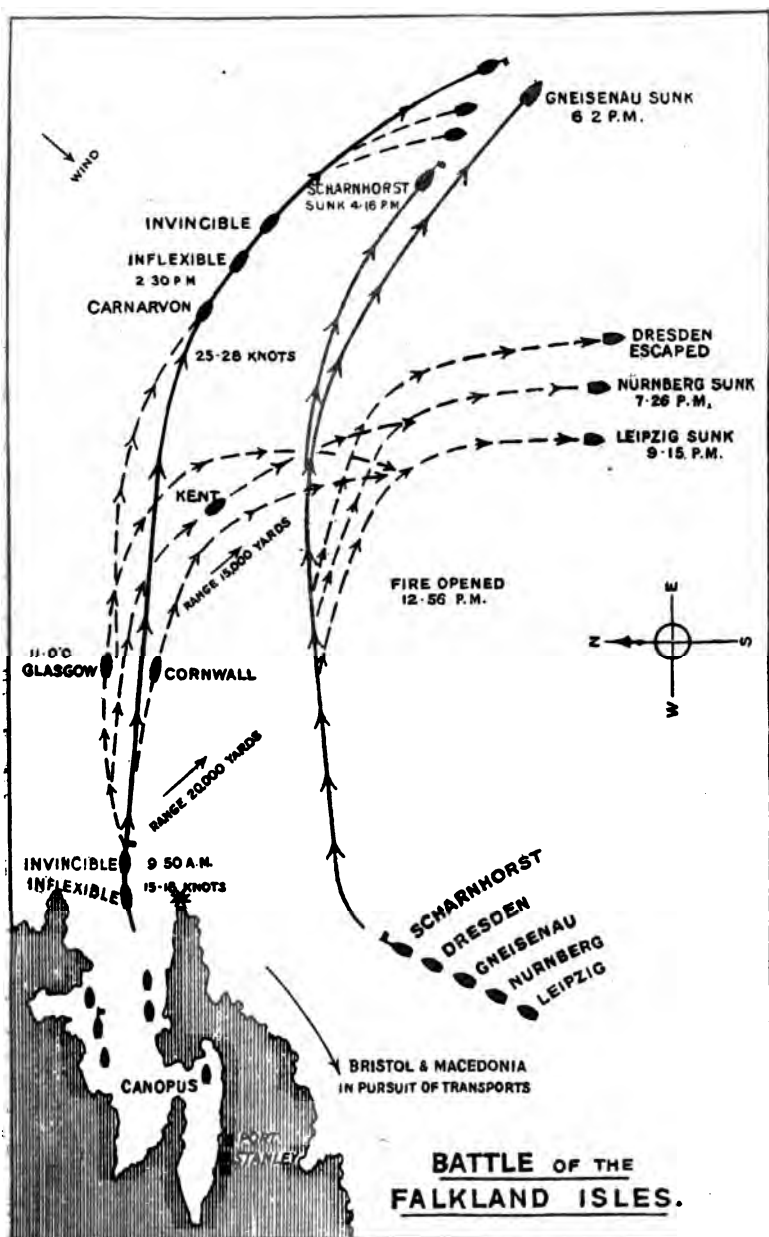 GNEISENAU SUNK
6 2 P.M.
WIND
SCHARNHORST
SUNK 4·16 P.M.
INVINCIBLE
INFLEXIBLE
2 30 P M
CARNARVON
25-28 KNOTS
DRESDEN
ESCAPED
NÜRNBERG SUNK
7·26 P.M.
LEIPZIG SUNK
9·15 P.M.
KENT
RANGE 15,000 YARDS
FIRE OPENED
12·56 P.M.
E
N
S
W
11·0·0
GLASGOW
CORNWALL
RANGE 20,000 YARDS
INVINCIBLE
9 50 A.M.
INFLEXIBLE
15-18 KNOTS
SCHARNHORST
DRESDEN
GNEISENAU
NURNBERG
LEIPZIG
BRISTOL & MACEDONIA
IN PURSUIT OF TRANSPORTS
CANOPUS
PORT
STANLEY
BATTLE OF THE
FALKLAND ISLES.